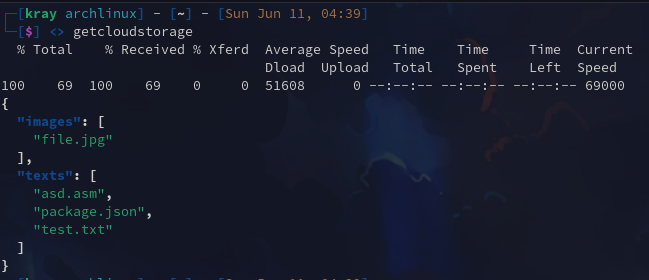 [kray archlinux] - [~] - [Sun Jun 11, 04:39]
[$] <> getcloudstorage
  % Total    % Received % Xferd  Average Speed   Time    Time     Time  Current
                                 Dload  Upload   Total   Spent    Left  Speed
100    69  100    69    0     0  51608      0 --:--:-- --:--:-- --:--:-- 69000
{
  "images": [
    "file.jpg"
  ],
  "texts": [
    "asd.asm",
    "package.json",
    "test.txt"
  ]
}